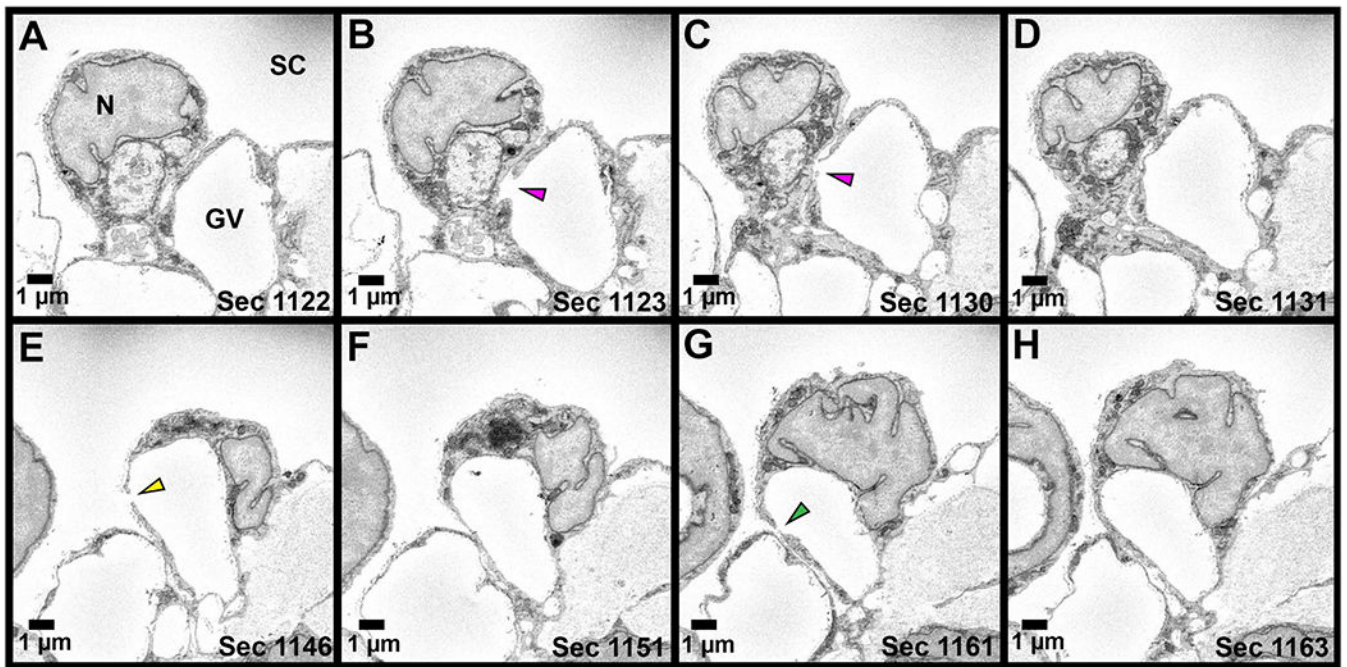 A
SC
N
GV
1 µm
Sec 1122
B
1 µm
Sec 1123
C
1 µm
Sec 1130
D
1 µm
Sec 1131
E
1 µm
Sec 1146
F
1 µm
Sec 1151
G
1 µm
Sec 1161
H
1 µm
Sec 1163